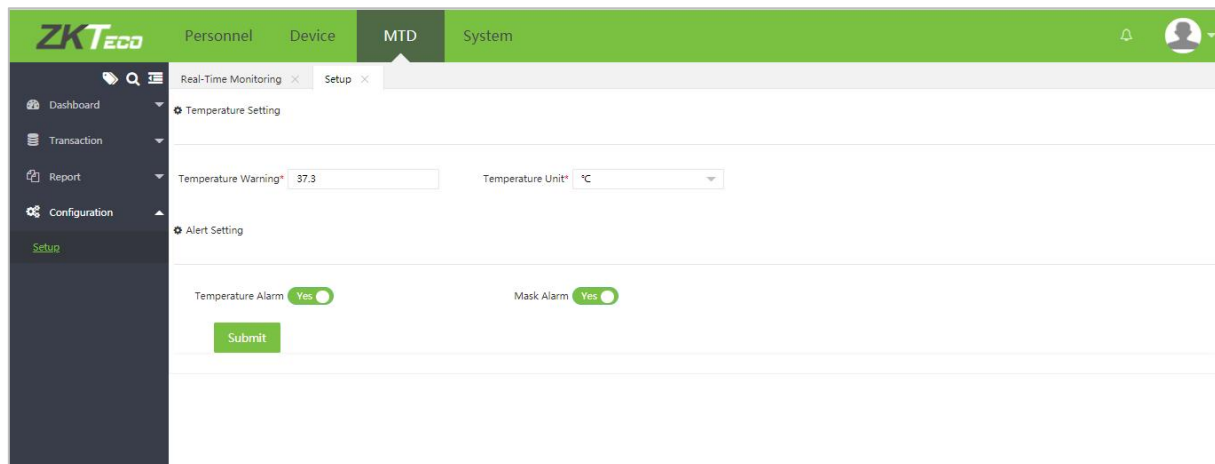 ZKTeco Personnel Device MTD System
Real-Time Monitoring Setup
Dashboard
Temperature Setting
Transaction
Report
Temperature Warning* 37.3 Temperature Unit* ℃
Configuration
Alert Setting
Setup
Temperature Alarm Yes Mask Alarm Yes
Submit